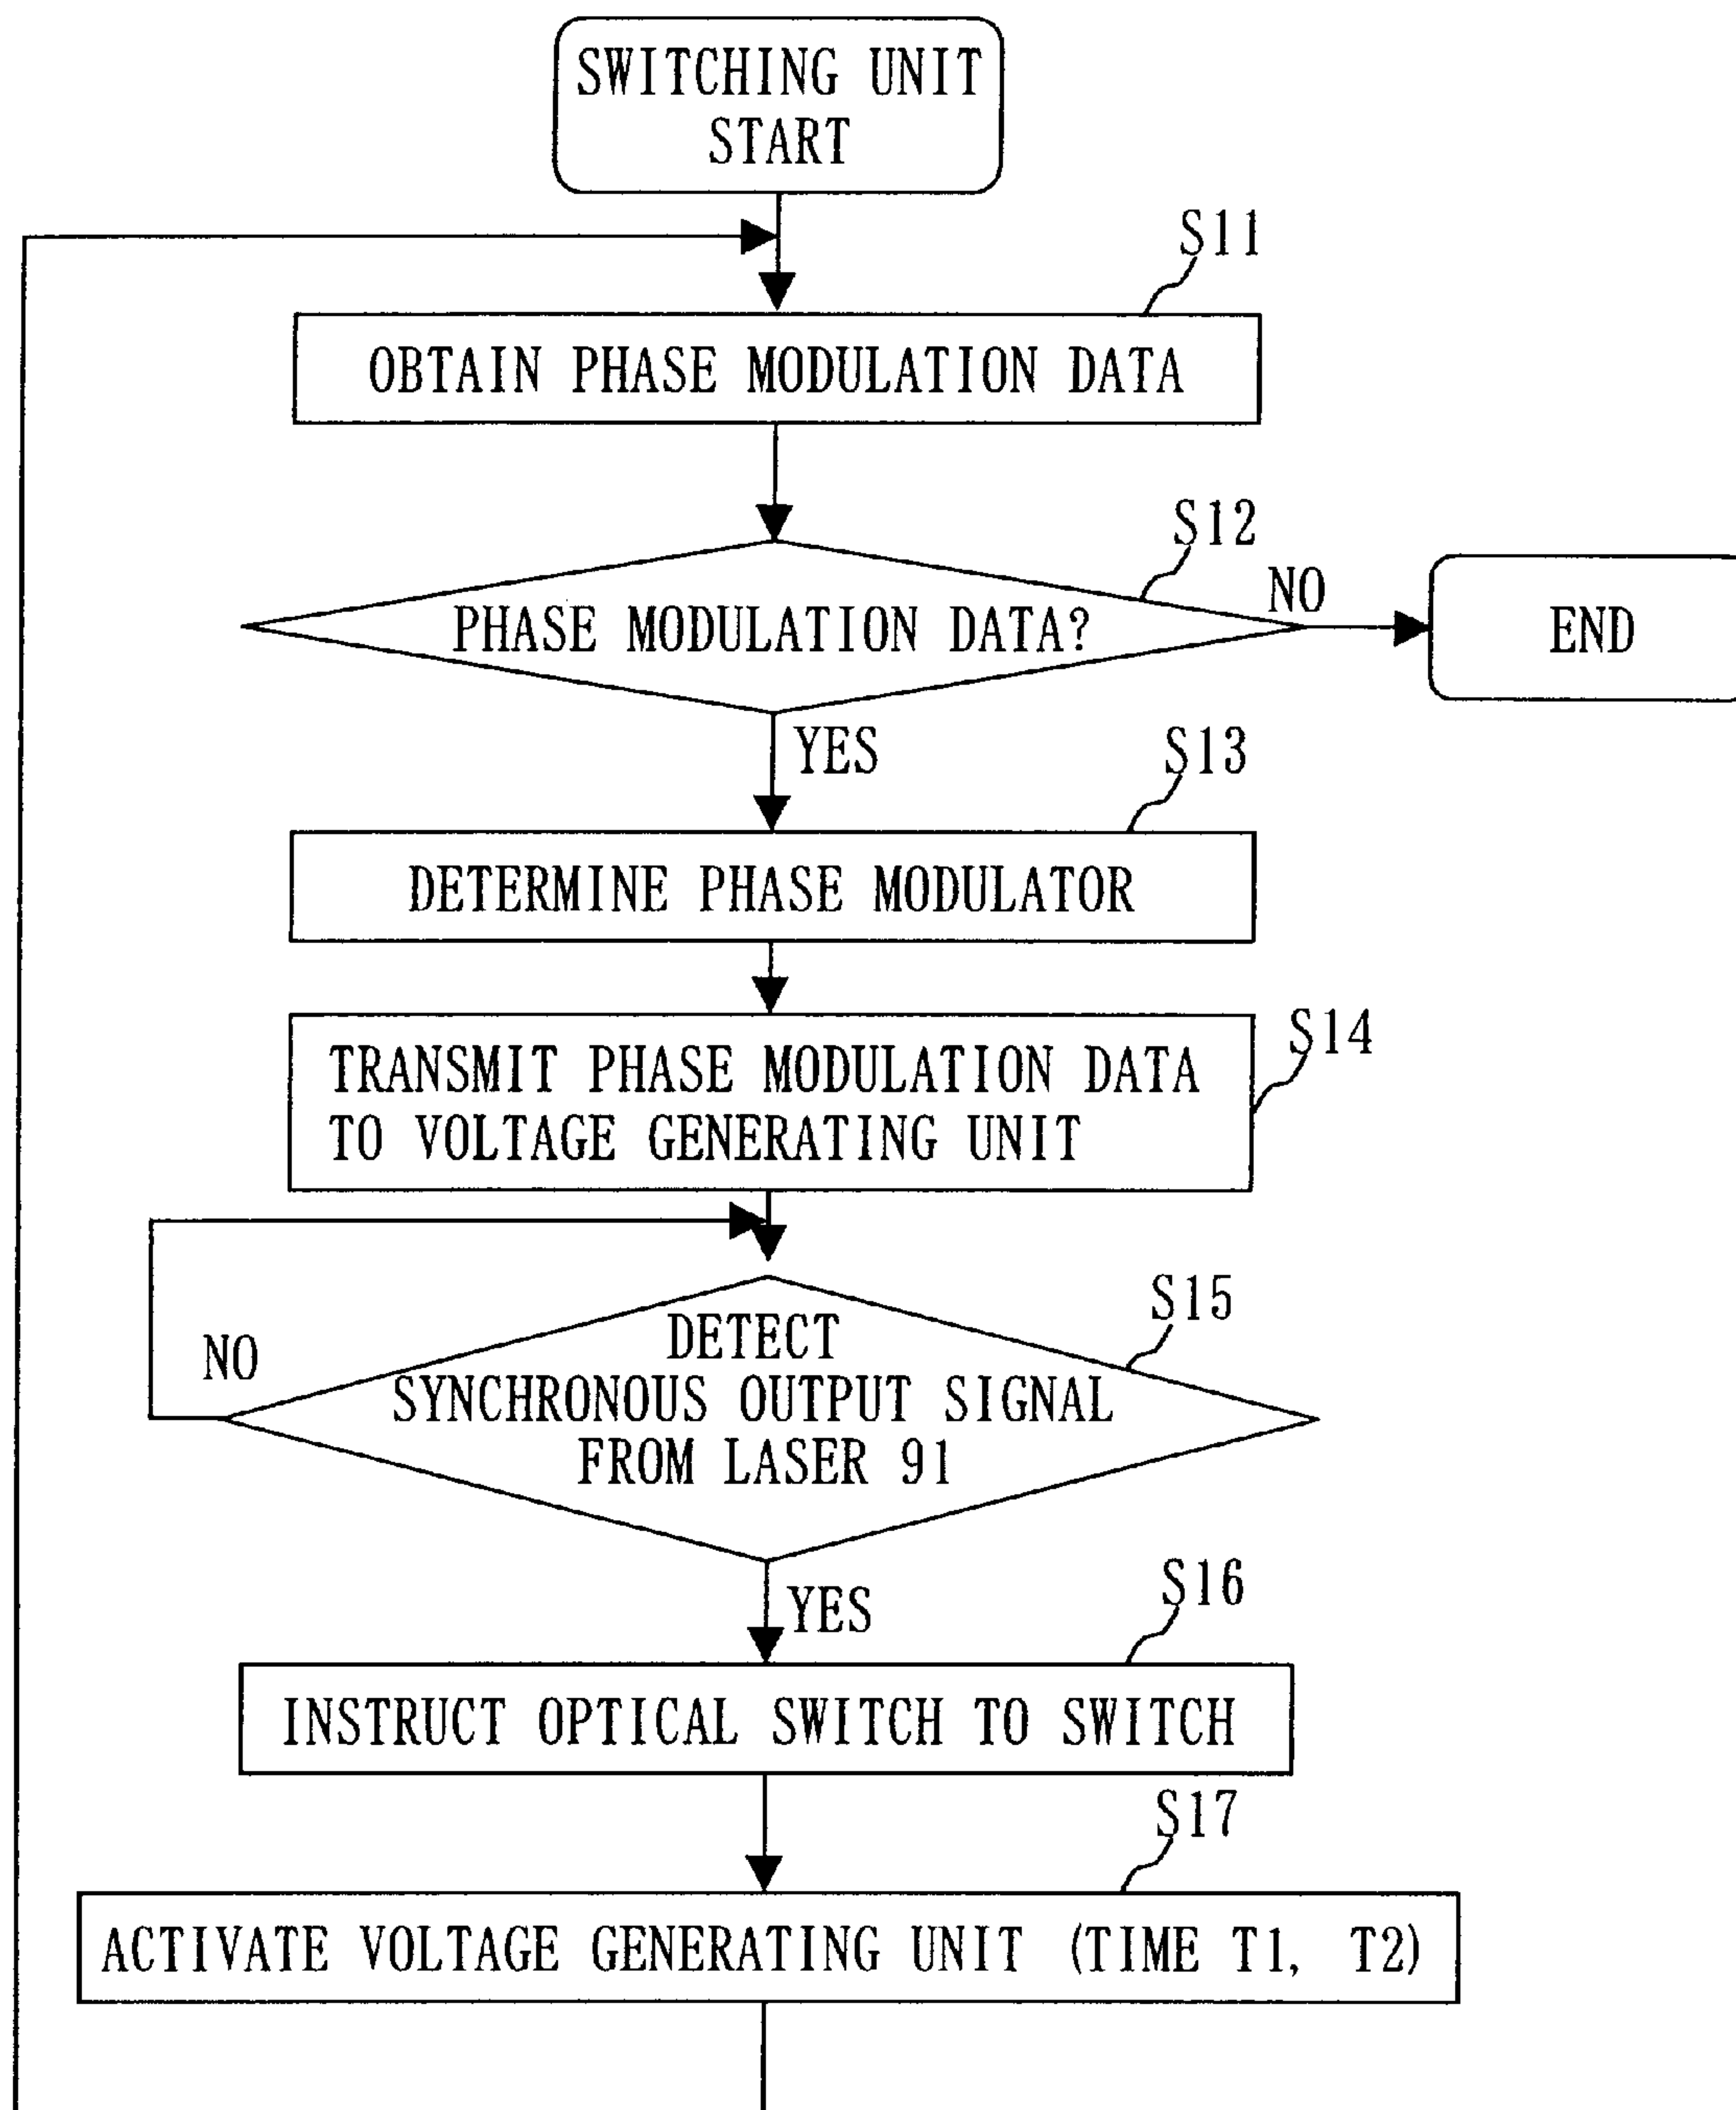 SWITCHING UNIT
START
S11
OBTAIN PHASE MODULATION DATA
S12
PHASE MODULATION DATA?
NO
END
YES
S13
DETERMINE PHASE MODULATOR
S14
TRANSMIT PHASE MODULATION DATA
TO VOLTAGE GENERATING UNIT
S15
NO
DETECT
SYNCHRONOUS OUTPUT SIGNAL
FROM LASER 91
YES
S16
INSTRUCT OPTICAL SWITCH TO SWITCH
S17
ACTIVATE VOLTAGE GENERATING UNIT (TIME T1, T2)